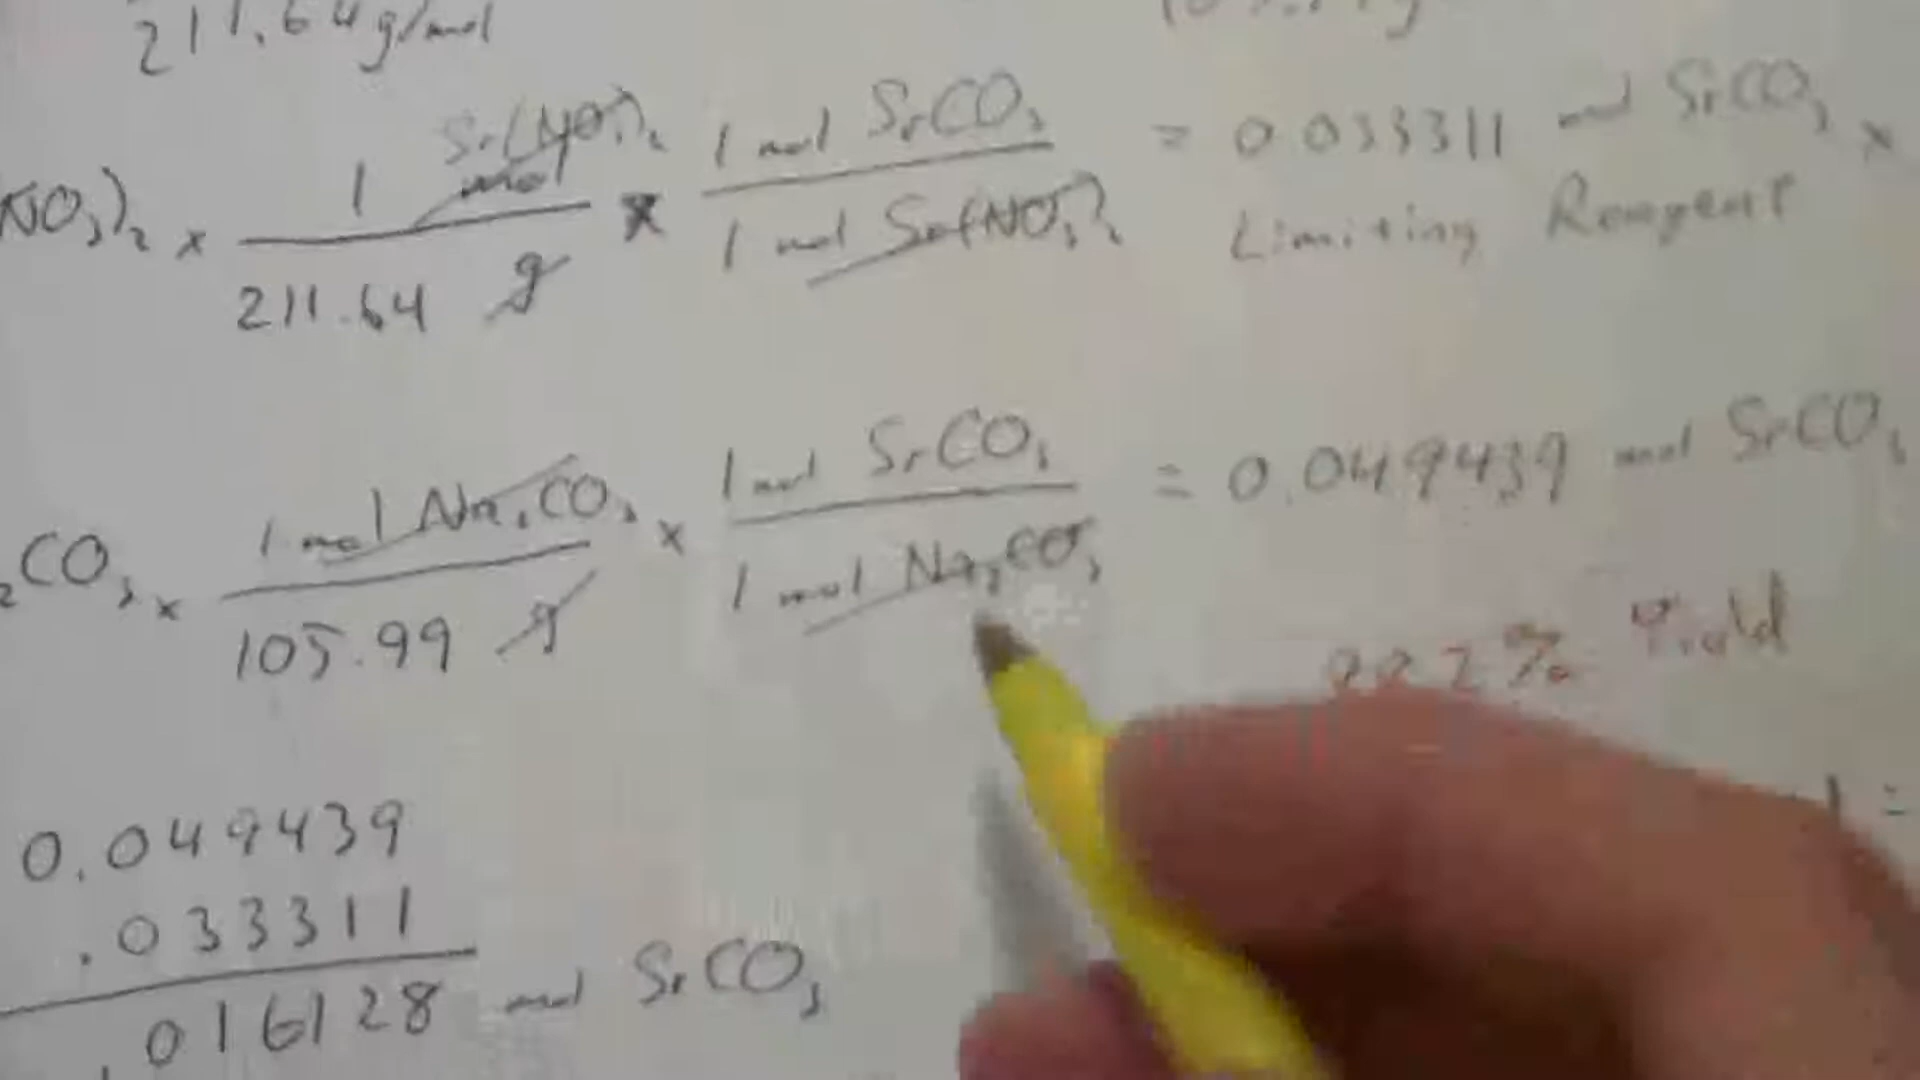 211.64 g/mol
NO₃)₂ × 1 mol Sr(NO₃)₂ / 211.64 g × 1 mol SrCO₃ / 1 mol Sr(NO₃)₂ = 0.033311 mol SrCO₃ ×
Limiting Reagent
₂CO₃ × 1 mol Na₂CO₃ / 105.99 g × 1 mol SrCO₃ / 1 mol Na₂CO₃ = 0.049439 mol SrCO₃
% Yield
0.049439
.033311
.016128 mol SrCO₃